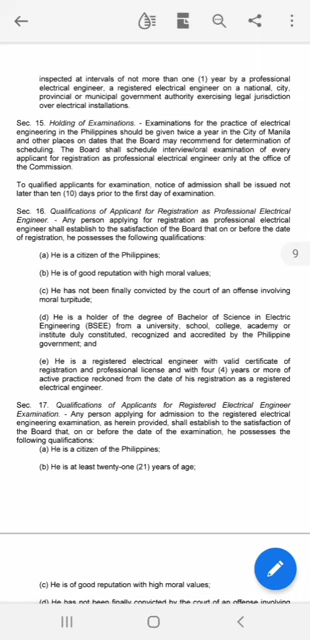 inspected at intervals of not more than one (1) year by a professional
electrical engineer, a registered electrical engineer on a national, city,
provincial or municipal government authority exercising legal jurisdiction
over electrical installations.
Sec. 15. Holding of Examinations. - Examinations for the practice of electrical
engineering in the Philippines should be given twice a year in the City of Manila
and other places on dates that the Board may recommend for determination of
scheduling. The Board shall schedule interview/oral examination of every
applicant for registration as professional electrical engineer only at the office of
the Commission.
To qualified applicants for examination, notice of admission shall be issued not
later than ten (10) days prior to the first day of examination.
Sec. 16. Qualifications of Applicant for Registration as Professional Electrical
Engineer. - Any person applying for registration as professional electrical
engineer shall establish to the satisfaction of the Board that on or before the date
of registration, he possesses the following qualifications:
9
(a) He is a citizen of the Philippines;
(b) He is of good reputation with high moral values;
(c) He has not been finally convicted by the court of an offense involving
moral turpitude;
(d) He is a holder of the degree of Bachelor of Science in Electric
Engineering (BSEE) from a university, school, college, academy or
institute duly constituted, recognized and accredited by the Philippine
government; and
(e) He is a registered electrical engineer with valid certificate of
registration and professional license and with four (4) years or more of
active practice reckoned from the date of his registration as a registered
electrical engineer.
Sec. 17. Qualifications of Applicants for Registered Electrical Engineer
Examination. - Any person applying for admission to the registered electrical
engineering examination, as herein provided, shall establish to the satisfaction of
the Board that, on or before the date of the examination, he possesses the
following qualifications:
(a) He is a citizen of the Philippines;
(b) He is at least twenty-one (21) years of age;
(c) He is of good reputation with high moral values;
(d) He has not been finally convicted by the court of an offense involving